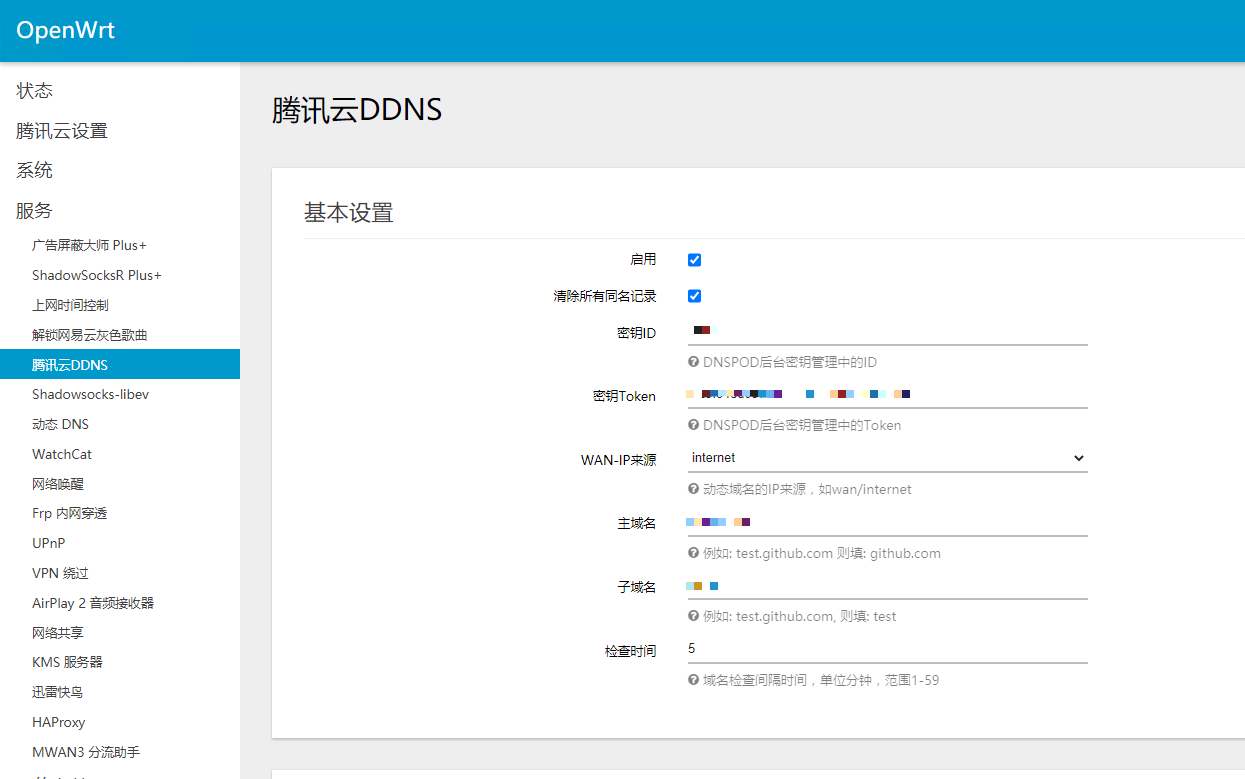 OpenWrt
状态
腾讯云设置
系统
服务
广告屏蔽大师 Plus+
ShadowSocksR Plus+
上网时间控制
解锁网易云灰色歌曲
腾讯云DDNS
Shadowsocks-libev
动态 DNS
WatchCat
网络唤醒
Frp 内网穿透
UPnP
VPN 绕过
AirPlay 2 音频接收器
网络共享
KMS 服务器
迅雷快鸟
HAProxy
MWAN3 分流助手
腾讯云DDNS
基本设置
启用
清除所有同名记录
密钥ID
DNSPOD后台密钥管理中的ID
密钥Token
DNSPOD后台密钥管理中的Token
WAN-IP来源 internet
动态域名的IP来源，如wan/internet
主域名
例如: test.github.com 则填: github.com
子域名
例如: test.github.com, 则填: test
检查时间 5
域名检查间隔时间，单位分钟，范围1-59